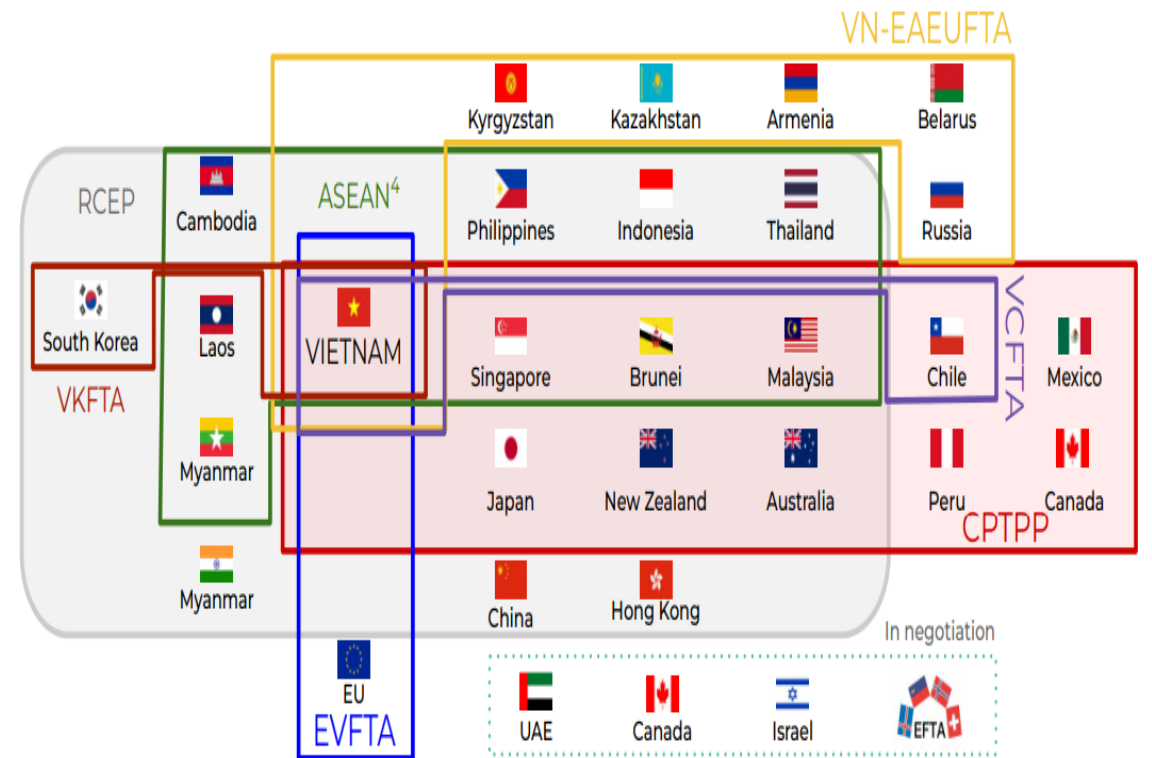 VN-EAEUFTA
Kyrgyzstan
Kazakhstan
Armenia
Belarus
RCEP
Cambodia
ASEAN4
Philippines
Indonesia
Thailand
Russia
South Korea
Laos
VIETNAM
Singapore
Brunei
Malaysia
Chile
VCFTA
Mexico
VKFTA
Myanmar
Japan
New Zealand
Australia
Peru
Canada
CPTPP
Myanmar
China
Hong Kong
In negotiation
EU
EVFTA
UAE
Canada
Israel
EFTA